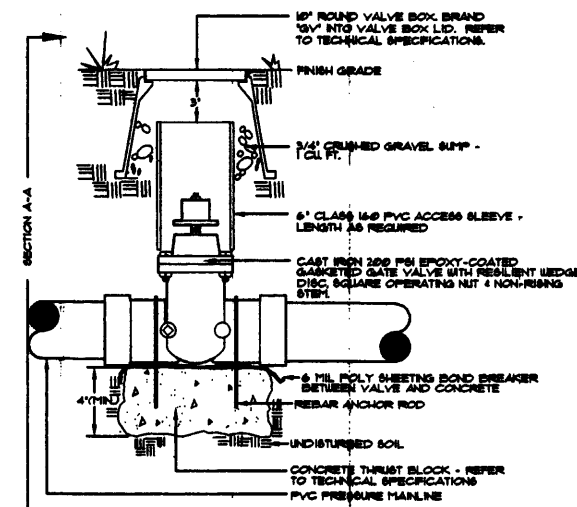 10" ROUND VALVE BOX. BRAND
"GV" INTO VALVE BOX LID. REFER
TO TECHNICAL SPECIFICATIONS.
FINISH GRADE
3"
3/4" CRUSHED GRAVEL SUMP -
1 CU. FT.
SECTION A-A
6" CLASS 160 PVC ACCESS SLEEVE -
LENGTH AS REQUIRED
CAST IRON 200 PSI EPOXY-COATED
GASKETED GATE VALVE WITH RESILIENT WEDGE
DISC, SQUARE OPERATING NUT & NON-RISING
STEM.
6 MIL POLY SHEETING BOND BREAKER
BETWEEN VALVE AND CONCRETE
4"(MIN.)
REBAR ANCHOR ROD
UNDISTURBED SOIL
CONCRETE THRUST BLOCK - REFER
TO TECHNICAL SPECIFICATIONS
PVC PRESSURE MAINLINE